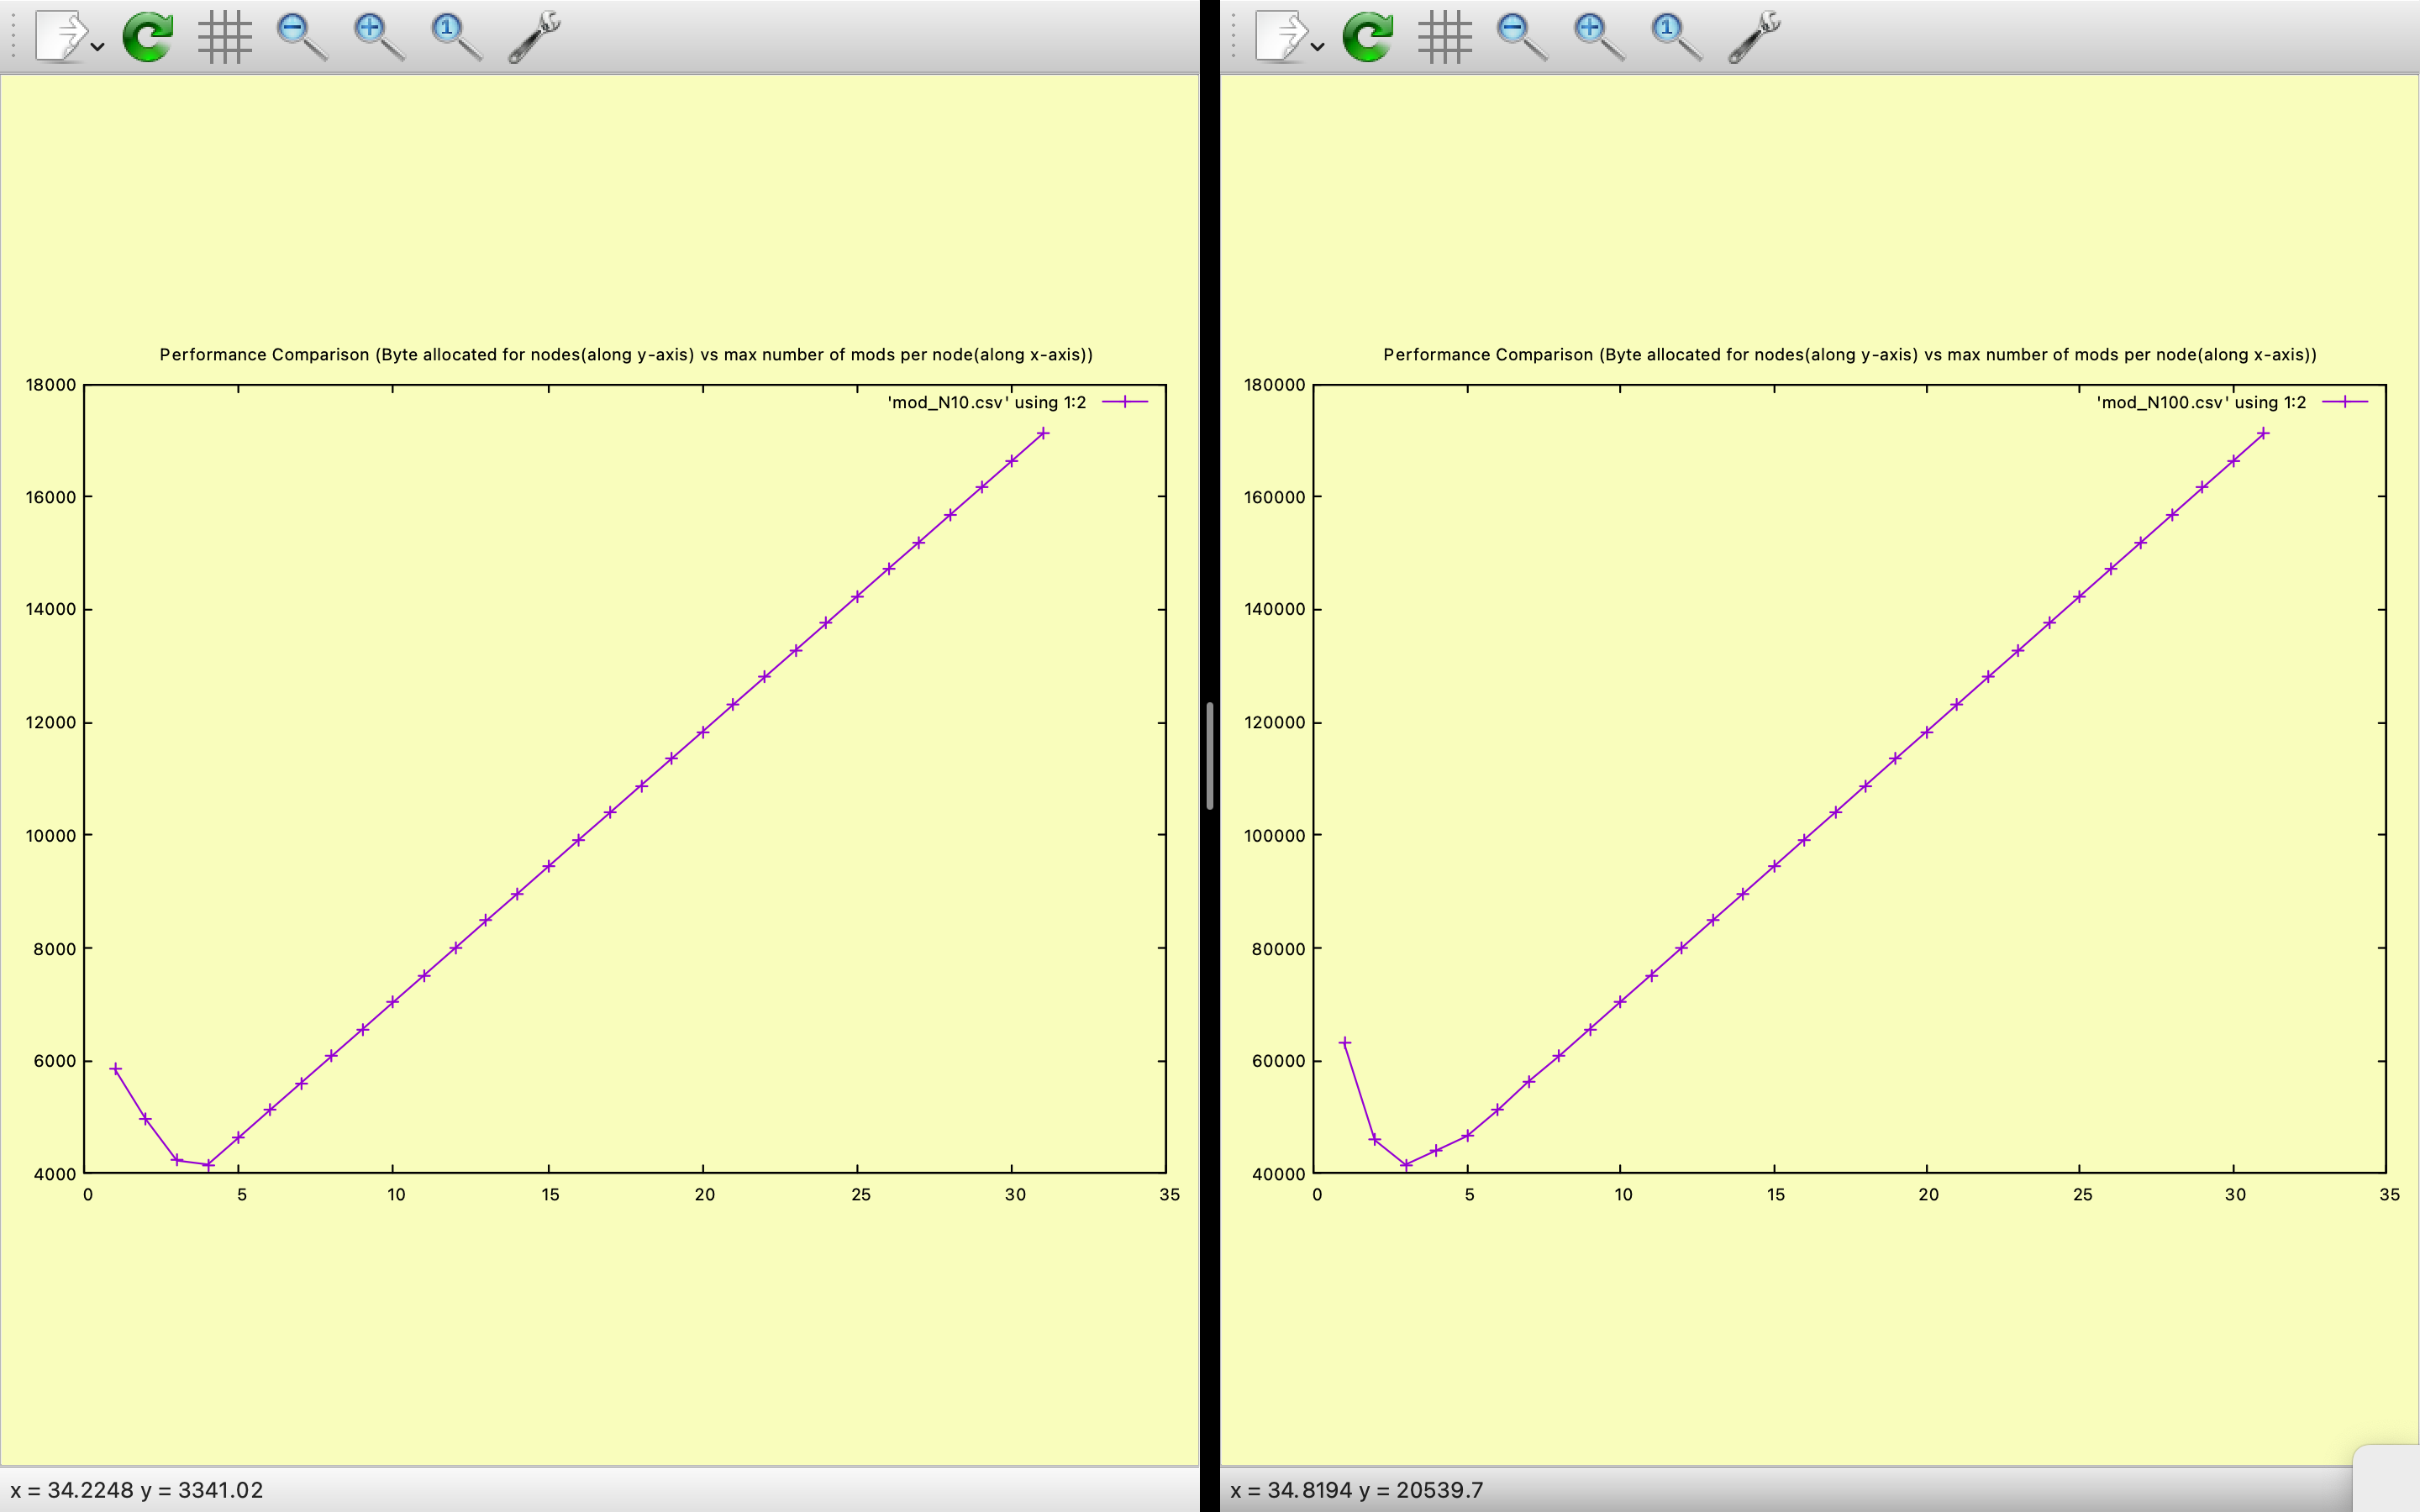 1
Performance Comparison (Byte allocated for nodes(along y-axis) vs max number of mods per node(along x-axis))
'mod_N10.csv' using 1:2
18000
16000
14000
12000
10000
8000
6000
4000
0 5 10 15 20 25 30 35
x = 34.2248 y = 3341.02
1
Performance Comparison (Byte allocated for nodes(along y-axis) vs max number of mods per node(along x-axis))
'mod_N100.csv' using 1:2
180000
160000
140000
120000
100000
80000
60000
40000
0 5 10 15 20 25 30 35
x = 34.8194 y = 20539.7